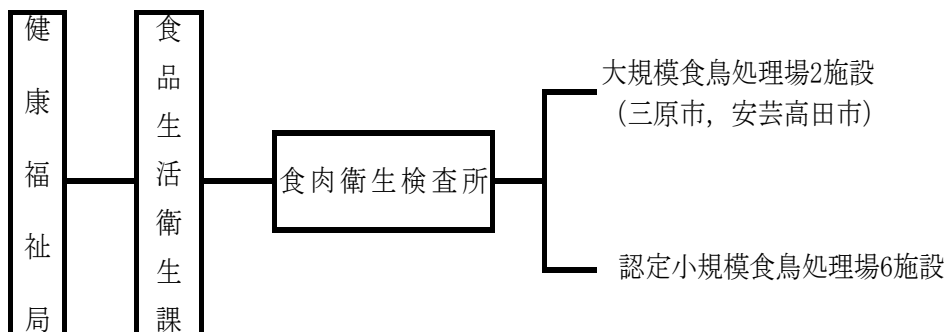 健康福祉局
食品生活衛生課
食肉衛生検査所
大規模食鳥処理場2施設
（三原市，安芸高田市）
認定小規模食鳥処理場6施設